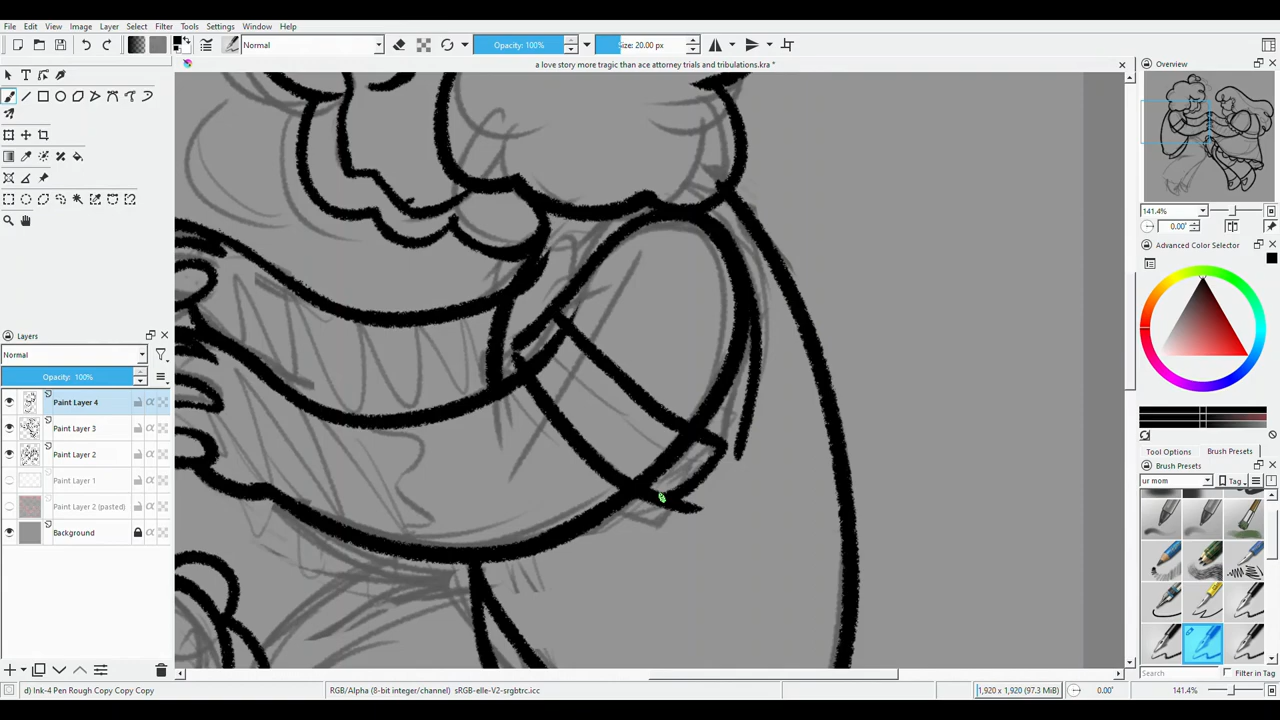 File Edit View Image Layer Select Filter Tools Settings Window Help
Normal
Opacity: 100%
Size: 20.00 px
a love story more tragic than ace attorney trials and tribulations.kra *
Overview
141.4%
0.00°
Advanced Color Selector
Layers
Normal
Opacity: 100%
Paint Layer 4
Paint Layer 3
Paint Layer 2
Paint Layer 1
Paint Layer 2 (pasted)
Background
Tool Options
Brush Presets
Brush Presets
ur mom
Tag
Search
Filter in Tag
d) Ink-4 Pen Rough Copy Copy Copy
RGB/Alpha (8-bit integer/channel) sRGB-elle-V2-srgbtrc.icc
1,920 x 1,920 (97.3 MiB)
0.00°
141.4%